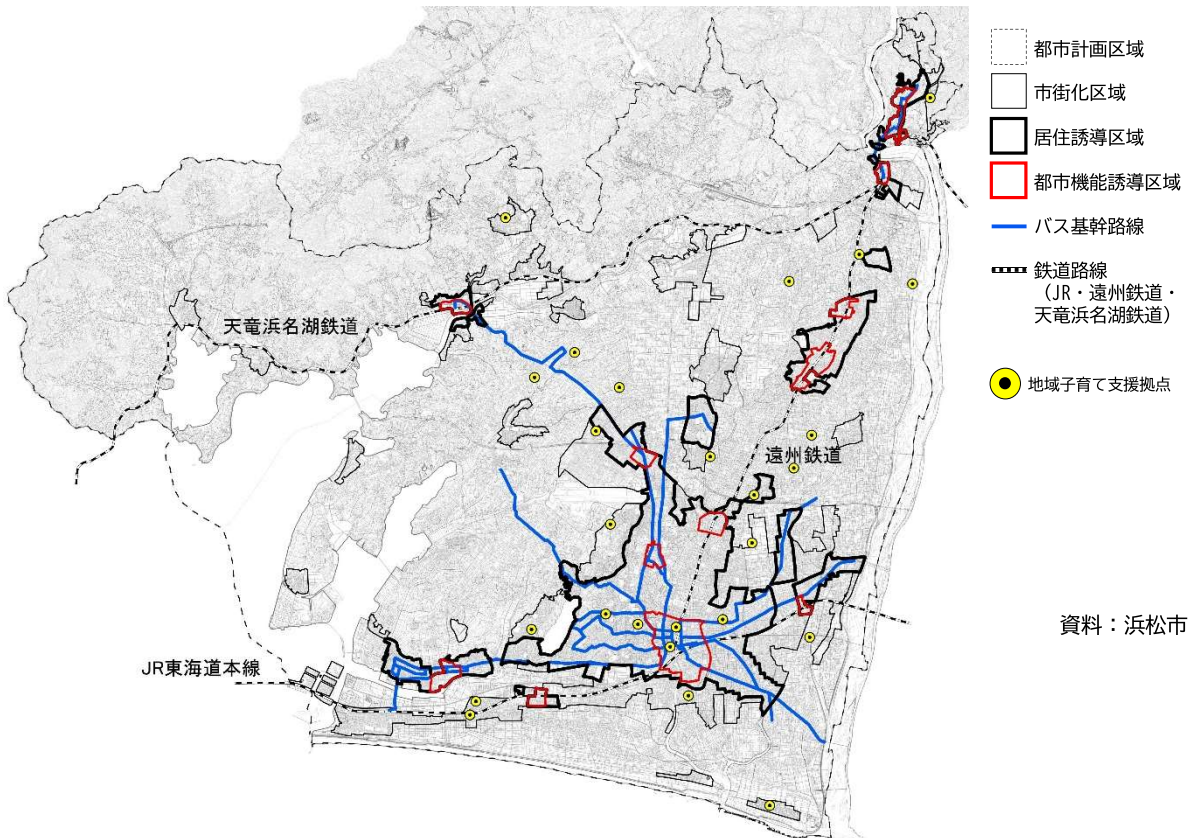 都市計画区域
市街化区域
居住誘導区域
都市機能誘導区域
バス基幹路線
鉄道路線
（JR・遠州鉄道・
天竜浜名湖鉄道）
地域子育て支援拠点
天竜浜名湖鉄道
遠州鉄道
JR東海道本線
資料：浜松市